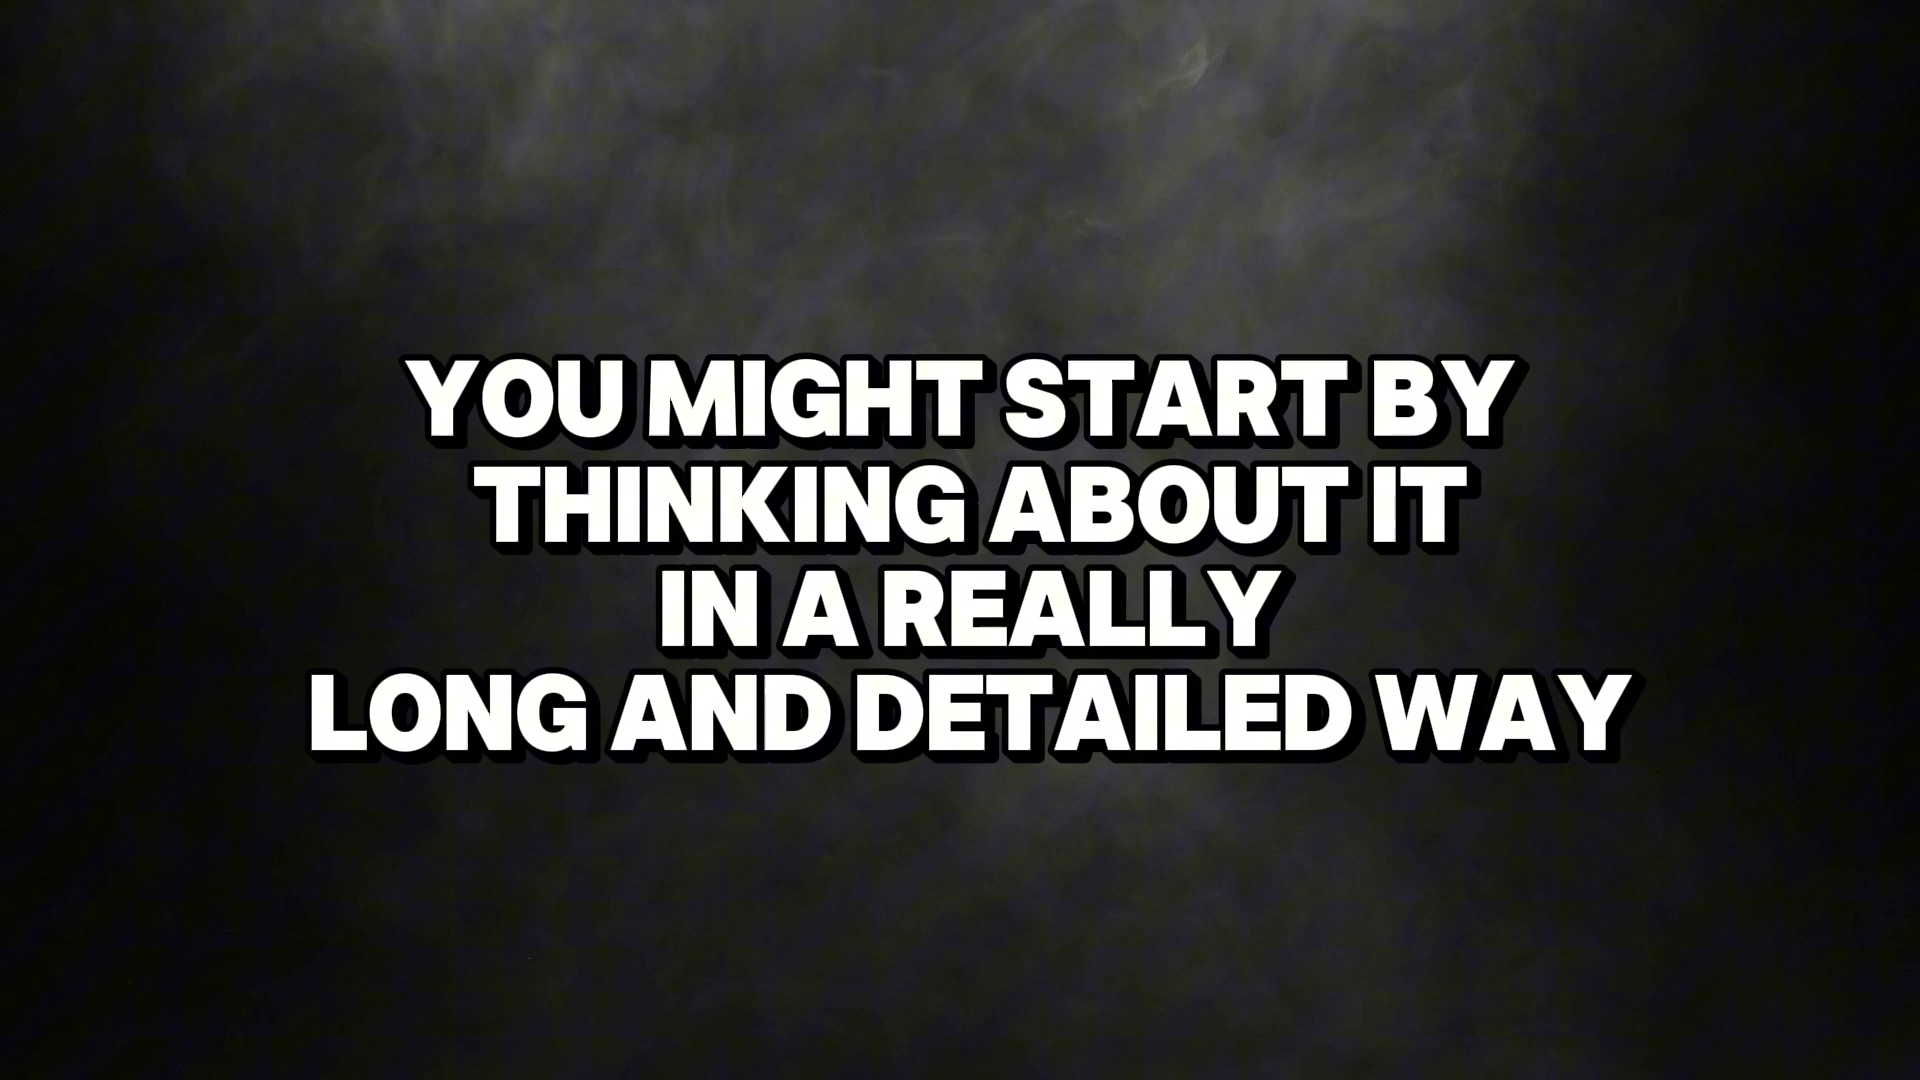 YOU MIGHT START BY
THINKING ABOUT IT
IN A REALLY
LONG AND DETAILED WAY